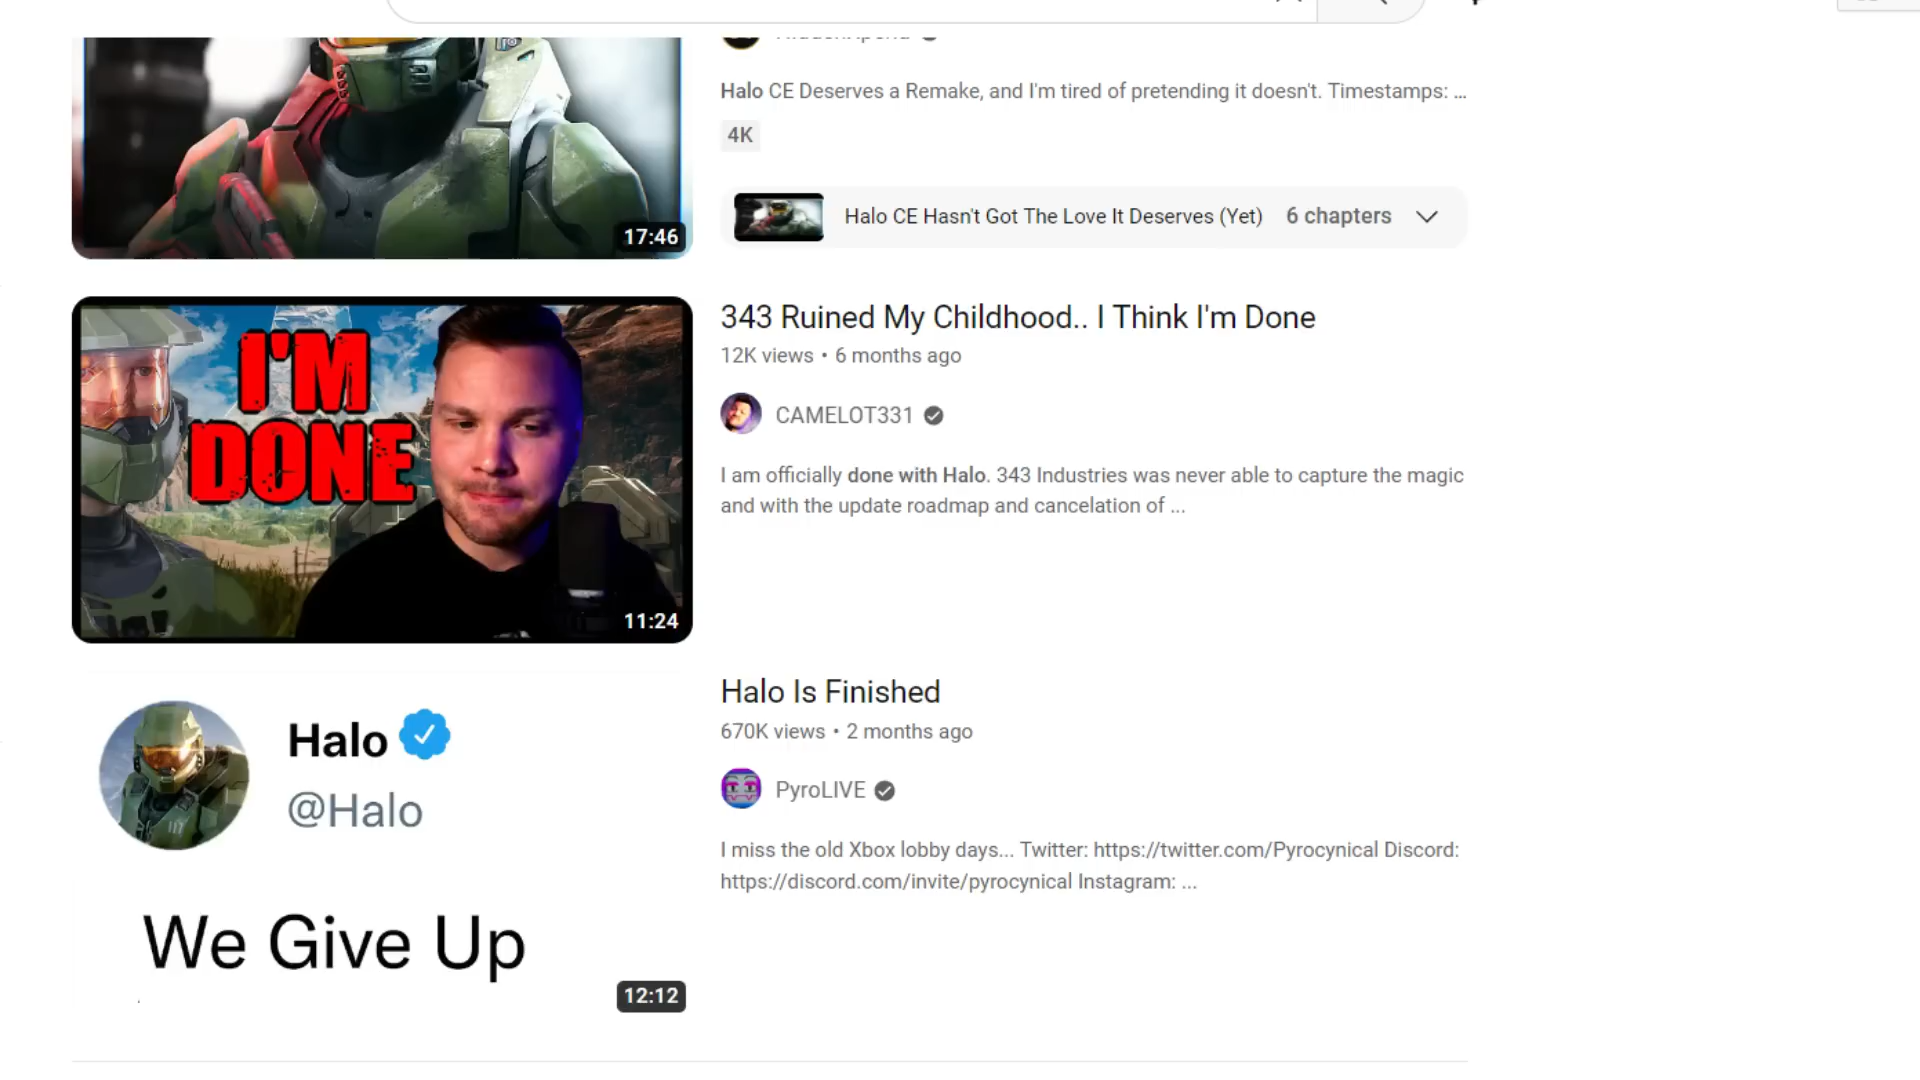 Halo CE Deserves a Remake, and I'm tired of pretending it doesn't. Timestamps: ...
4K
17:46
Halo CE Hasn't Got The Love It Deserves (Yet) 6 chapters
I'M
DONE
11:24
343 Ruined My Childhood.. I Think I'm Done
12K views • 6 months ago
CAMELOT331
I am officially done with Halo. 343 Industries was never able to capture the magic
and with the update roadmap and cancelation of ...
Halo
@Halo
We Give Up
12:12
Halo Is Finished
670K views • 2 months ago
PyroLIVE
I miss the old Xbox lobby days... Twitter: https://twitter.com/Pyrocynical Discord:
https://discord.com/invite/pyrocynical Instagram: ...